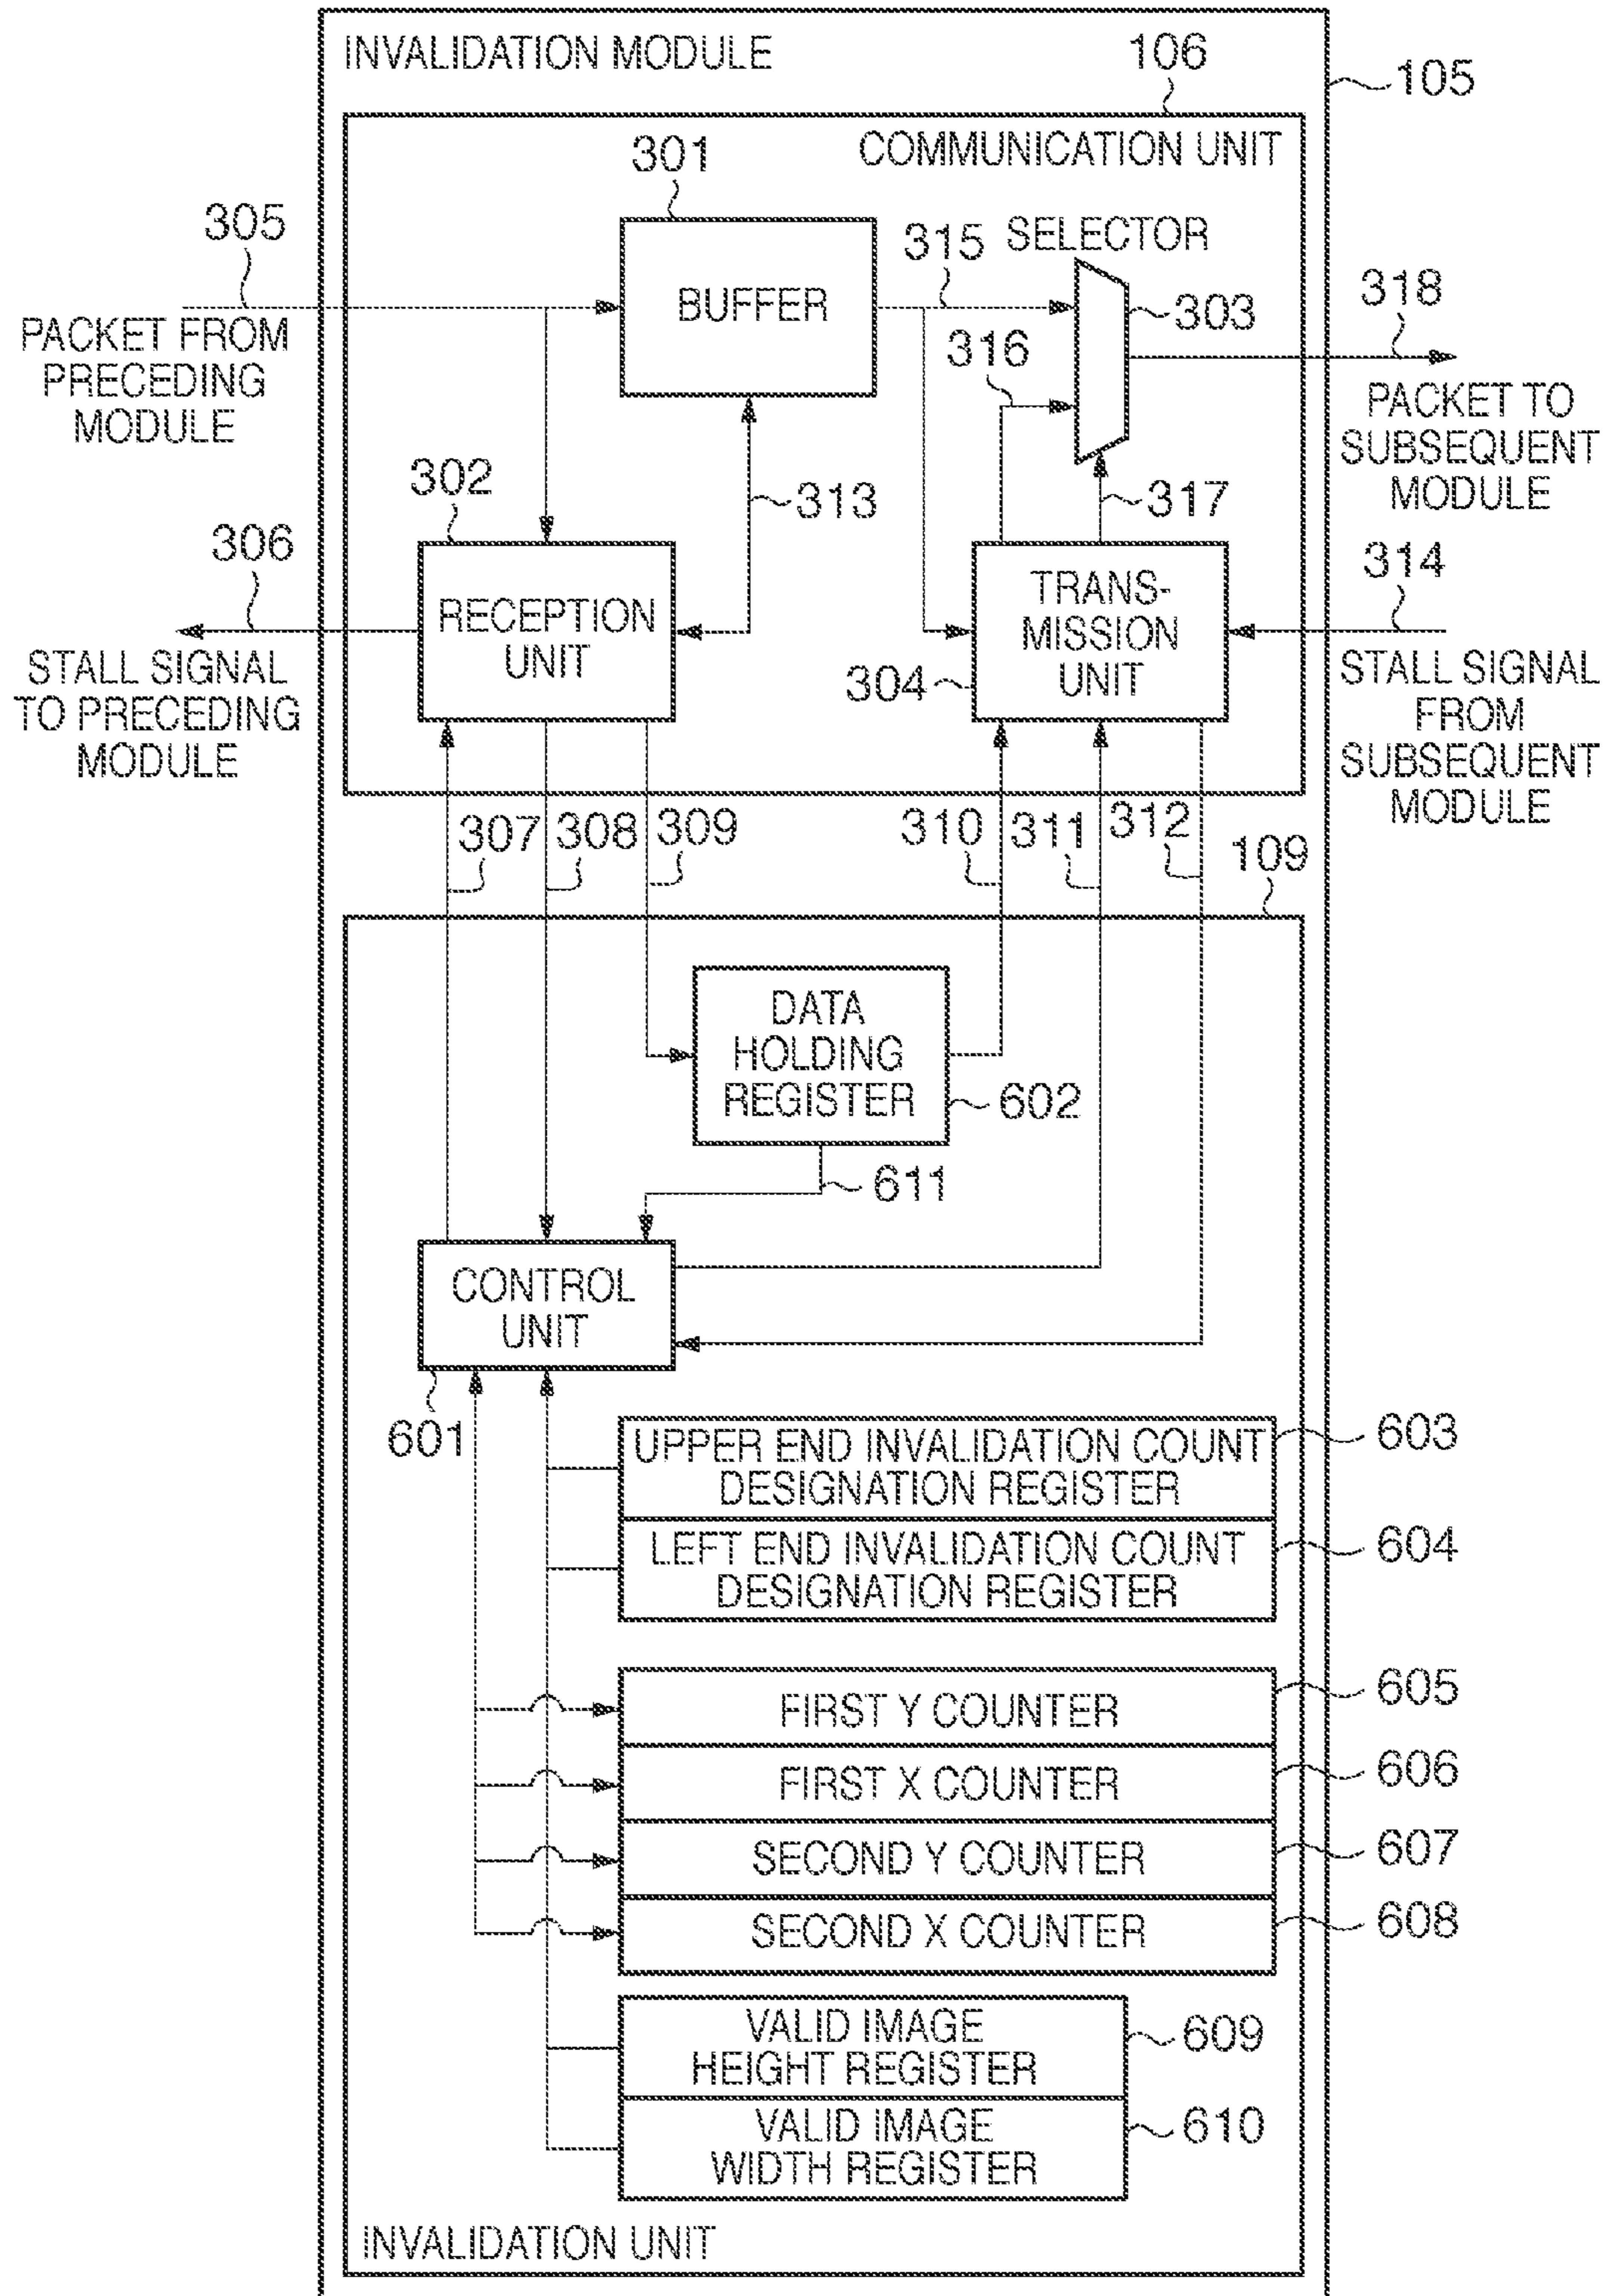 INVALIDATION MODULE
106
105
COMMUNICATION UNIT
301
305
315
SELECTOR
318
BUFFER
303
PACKET FROM
PRECEDING
MODULE
316
PACKET TO
SUBSEQUENT
MODULE
302
313
317
306
314
RECEPTION
UNIT
TRANS-
MISSION
UNIT
304
STALL SIGNAL
TO PRECEDING
MODULE
STALL SIGNAL
FROM
SUBSEQUENT
MODULE
307
308
309
310
311
312
109
DATA
HOLDING
REGISTER
602
611
CONTROL
UNIT
601
UPPER END INVALIDATION COUNT
DESIGNATION REGISTER
603
LEFT END INVALIDATION COUNT
DESIGNATION REGISTER
604
FIRST Y COUNTER
605
FIRST X COUNTER
606
SECOND Y COUNTER
607
SECOND X COUNTER
608
VALID IMAGE
HEIGHT REGISTER
609
VALID IMAGE
WIDTH REGISTER
610
INVALIDATION UNIT